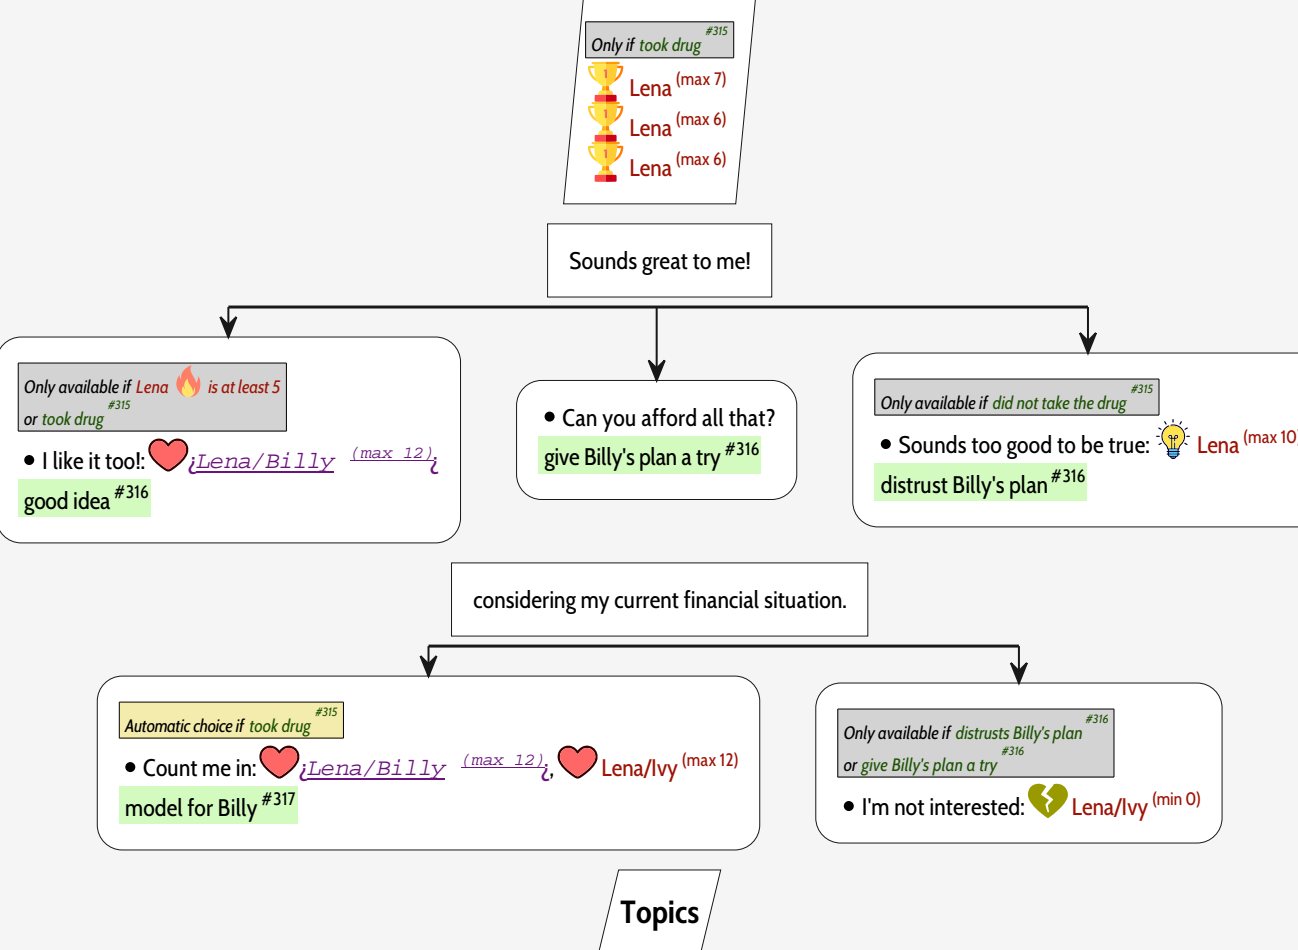 #315
Only if took drug
Lena (max 7)
Lena (max 6)
Lena (max 6)
Sounds great to me!
Only available if Lena is at least 5
#315
or took drug
• I like it too!: ¿Lena/Billy (max 12)¿
good idea #316
• Can you afford all that?
give Billy's plan a try #316
#315
Only available if did not take the drug
• Sounds too good to be true: Lena (max 10)
distrust Billy's plan #316
considering my current financial situation.
#315
Automatic choice if took drug
• Count me in: ¿Lena/Billy (max 12)¿, Lena/Ivy (max 12)
model for Billy #317
#316
Only available if distrusts Billy's plan
#316
or give Billy's plan a try
• I'm not interested: Lena/Ivy (min 0)
Topics